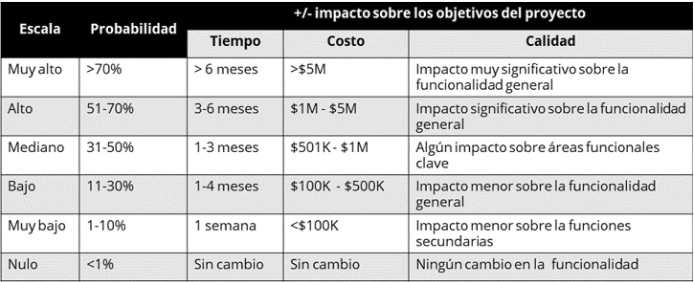 Escala Probabilidad +/- impacto sobre los objetivos del proyecto
Tiempo Costo Calidad
Muy alto >70% > 6 meses >$5M Impacto muy significativo sobre la
funcionalidad general
Alto 51-70% 3-6 meses $1M - $5M Impacto significativo sobre la funcionalidad
general
Mediano 31-50% 1-3 meses $501K - $1M Algún impacto sobre áreas funcionales
clave
Bajo 11-30% 1-4 meses $100K - $500K Impacto menor sobre la funcionalidad
general
Muy bajo 1-10% 1 semana <$100K Impacto menor sobre la funciones
secundarias
Nulo <1% Sin cambio Sin cambio Ningún cambio en la funcionalidad